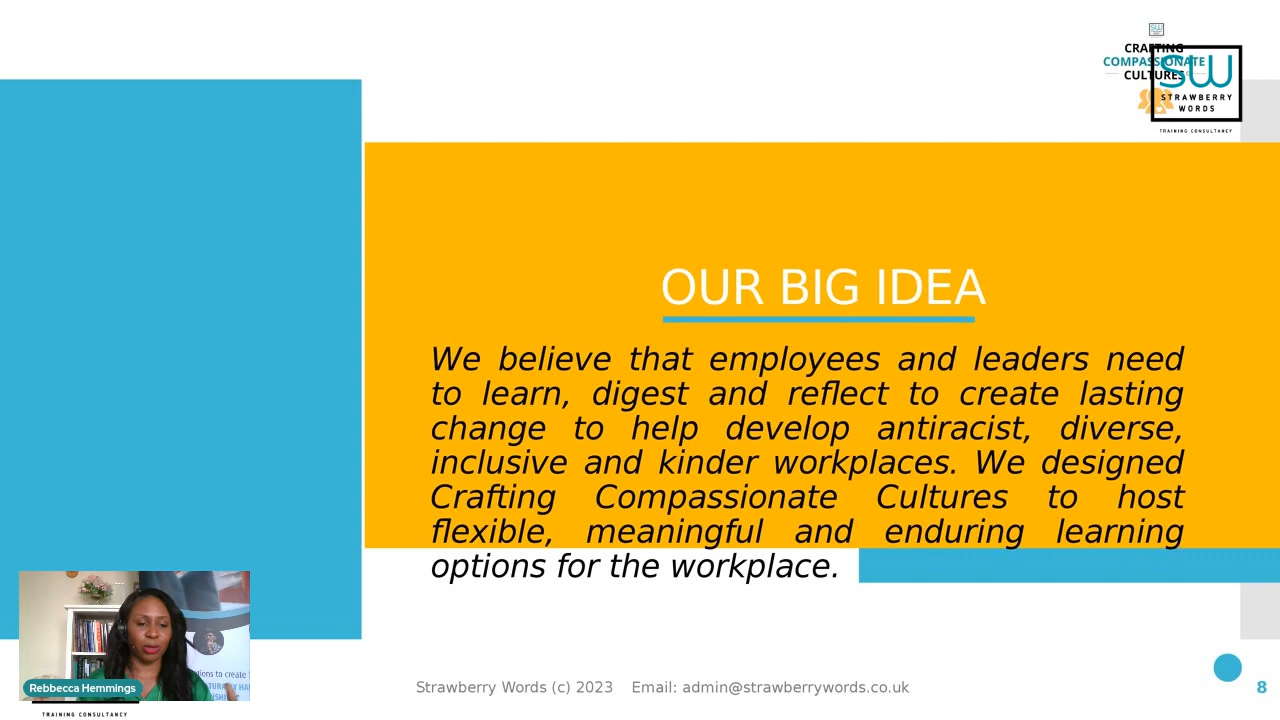 CRAFTING
COMPASSIONATE
CULTURES
SW
STRAWBERRY
WORDS
TRAINING CONSULTANCY
OUR BIG IDEA
We believe that employees and leaders need
to learn, digest and reflect to create lasting
change to help develop antiracist, diverse,
inclusive and kinder workplaces. We designed
Crafting Compassionate Cultures to host
flexible, meaningful and enduring learning
options for the workplace.
Rebbecca Hemmings
TRAINING CONSULTANCY
Strawberry Words (c) 2023 Email: admin@strawberrywords.co.uk
8